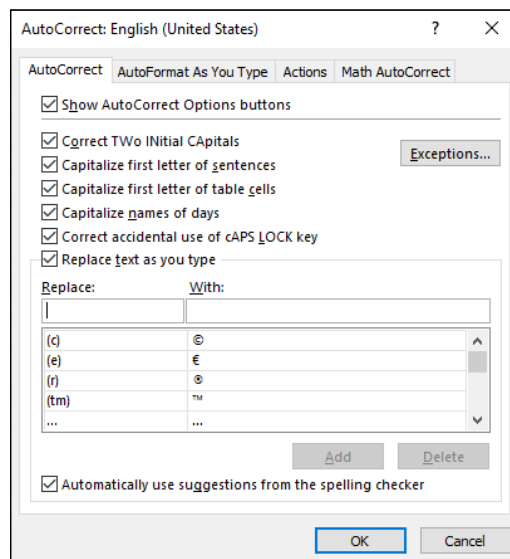 AutoCorrect: English (United States) ?
AutoCorrect AutoFormat As You Type Actions Math AutoCorrect
Show AutoCorrect Options buttons
Correct TWo INitial CApitals
Exceptions...
Capitalize first letter of sentences
Capitalize first letter of table cells
Capitalize names of days
Correct accidental use of cAPS LOCK key
Replace text as you type
Replace: With:
(c) ©
(e) €
(r) ®
(tm) ™
... ...
Add Delete
Automatically use suggestions from the spelling checker
OK Cancel